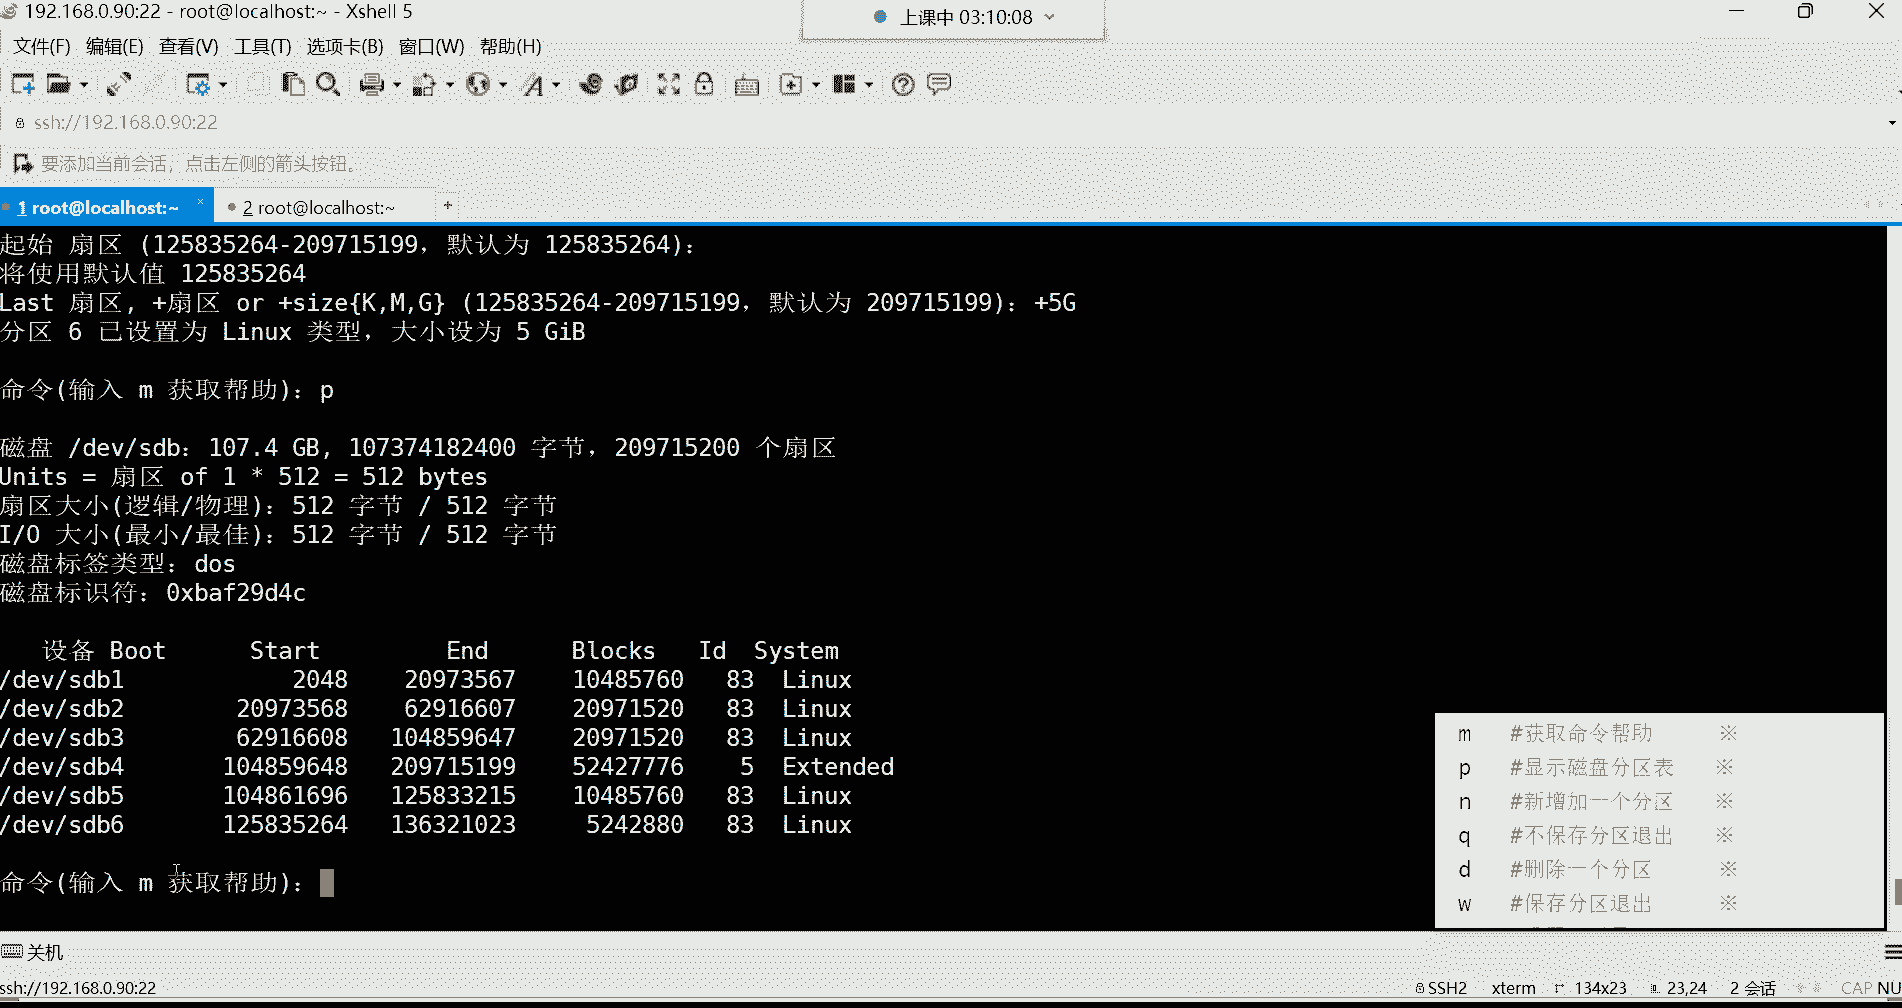 192.168.0.90:22 - root@localhost:~ - Xshell 5
上课中 03:10:08
文件(F) 编辑(E) 查看(V) 工具(T) 选项卡(B) 窗口(W) 帮助(H)
ssh://192.168.0.90:22
要添加当前会话，点击左侧的箭头按钮。
1 root@localhost:~ × 2 root@localhost:~ +
起始 扇区 (125835264-209715199，默认为 125835264)：
将使用默认值 125835264
Last 扇区, +扇区 or +size{K,M,G} (125835264-209715199，默认为 209715199)：+5G
分区 6 已设置为 Linux 类型，大小设为 5 GiB
命令(输入 m 获取帮助)：p
磁盘 /dev/sdb：107.4 GB, 107374182400 字节，209715200 个扇区
Units = 扇区 of 1 * 512 = 512 bytes
扇区大小(逻辑/物理)：512 字节 / 512 字节
I/O 大小(最小/最佳)：512 字节 / 512 字节
磁盘标签类型：dos
磁盘标识符：0xbaf29d4c
设备 Boot Start End Blocks Id System
/dev/sdb1 2048 20973567 10485760 83 Linux
/dev/sdb2 20973568 62916607 20971520 83 Linux
/dev/sdb3 62916608 104859647 20971520 83 Linux
/dev/sdb4 104859648 209715199 52427776 5 Extended
/dev/sdb5 104861696 125833215 10485760 83 Linux
/dev/sdb6 125835264 136321023 5242880 83 Linux
命令(输入 m 获取帮助)：
m #获取命令帮助 ※
p #显示磁盘分区表 ※
n #新增加一个分区 ※
q #不保存分区退出 ※
d #删除一个分区 ※
w #保存分区退出 ※
关机
ssh://192.168.0.90:22 SSH2 xterm 134x23 23,24 2 会话 CAP NU